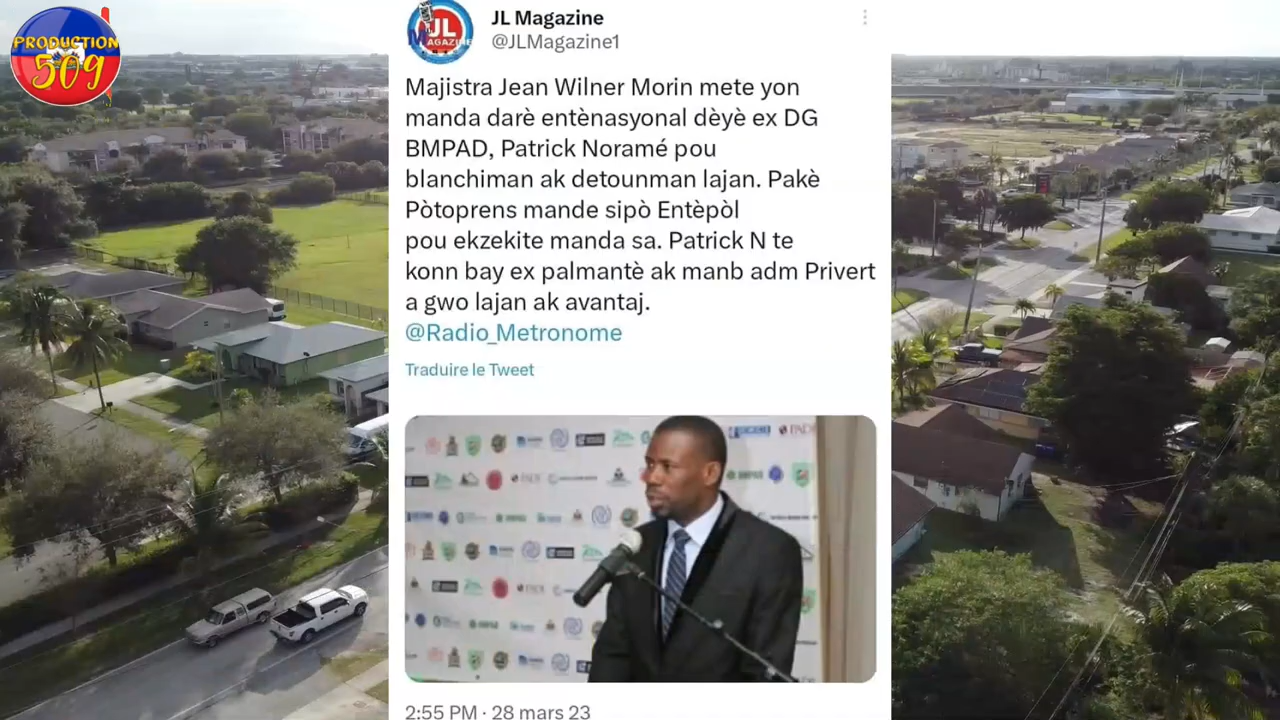 PRODUCTION
509
JL
MAGAZINE
JL Magazine
@JLMagazine1
Majistra Jean Wilner Morin mete yon
manda darè entènasyonal dèyè ex DG
BMPAD, Patrick Noramé pou
blanchiman ak detounman lajan. Pakè
Pòtoprens mande sipò Entèpòl
pou ekzekite manda sa. Patrick N te
konn bay ex palmantè ak manb adm Privert
a gwo lajan ak avantaj.
@Radio_Metronome
Traduire le Tweet
2:55 PM · 28 mars 23